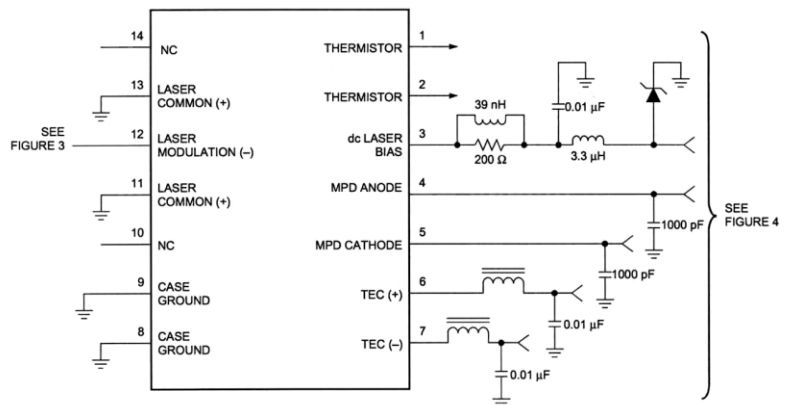 14
NC
THERMISTOR
1
13
LASER
COMMON (+)
THERMISTOR
2
39 nH
0.01 µF
SEE
FIGURE 3
12
LASER
MODULATION (–)
dc LASER
BIAS
3
200 Ω
3.3 µH
11
LASER
COMMON (+)
MPD ANODE
4
1000 pF
SEE
FIGURE 4
10
NC
MPD CATHODE
5
1000 pF
9
CASE
GROUND
TEC (+)
6
0.01 µF
8
CASE
GROUND
TEC (–)
7
0.01 µF